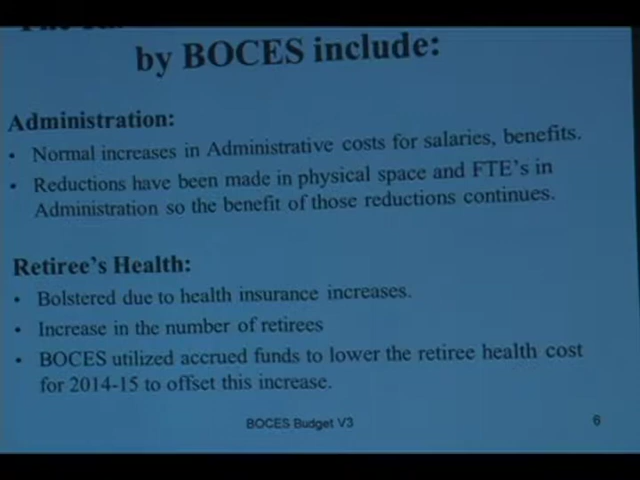 by BOCES include:
Administration:
• Normal increases in Administrative costs for salaries, benefits.
• Reductions have been made in physical space and FTE's in
Administration so the benefit of those reductions continues.
Retiree's Health:
• Bolstered due to health insurance increases.
• Increase in the number of retirees
• BOCES utilized accrued funds to lower the retiree health cost
for 2014-15 to offset this increase.
BOCES Budget V3
6